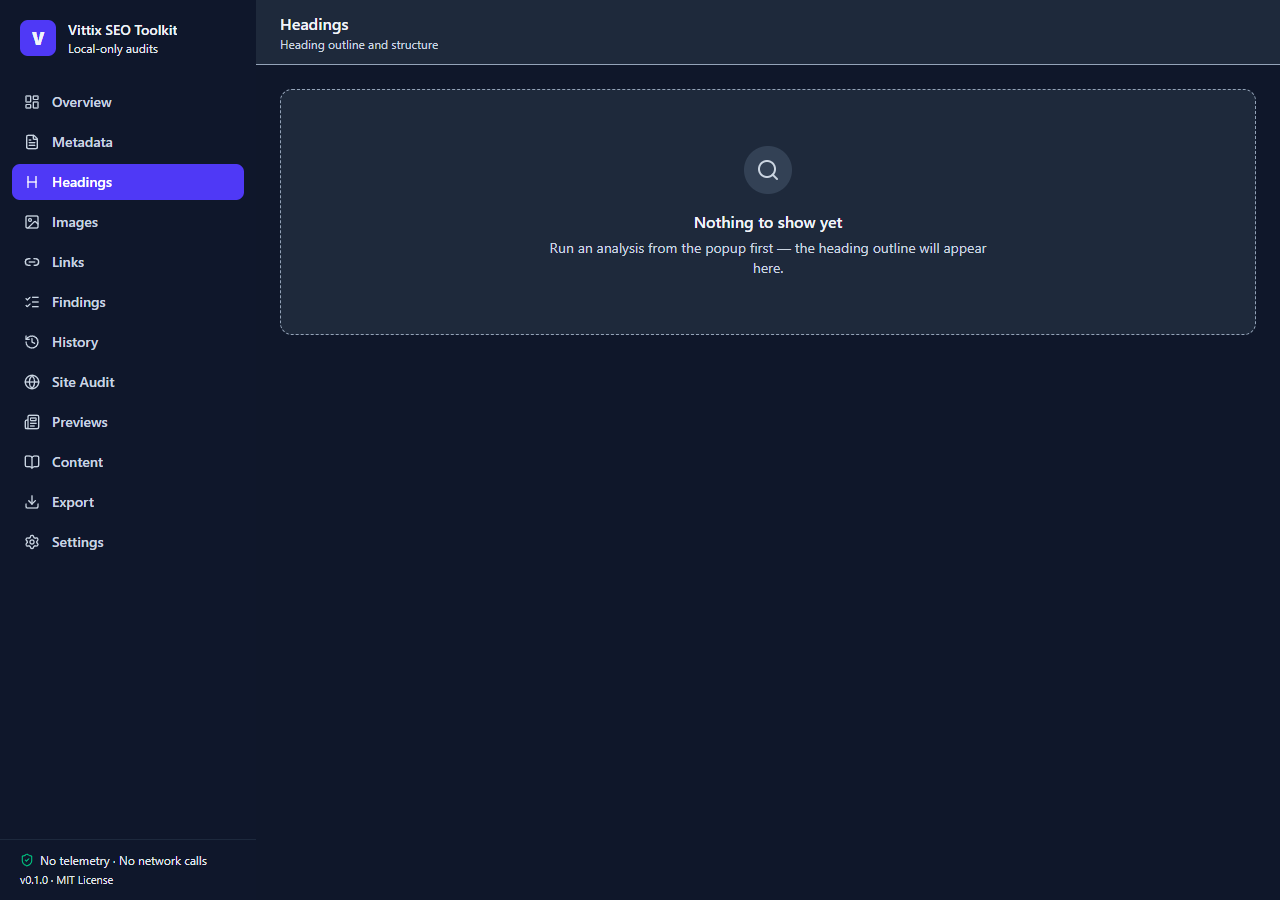 V
Vittix SEO Toolkit
Local-only audits
Overview
Metadata
Headings
Images
Links
Findings
History
Site Audit
Previews
Content
Export
Settings
No telemetry · No network calls
v0.1.0 · MIT License
Headings
Heading outline and structure
Nothing to show yet
Run an analysis from the popup first — the heading outline will appear
here.